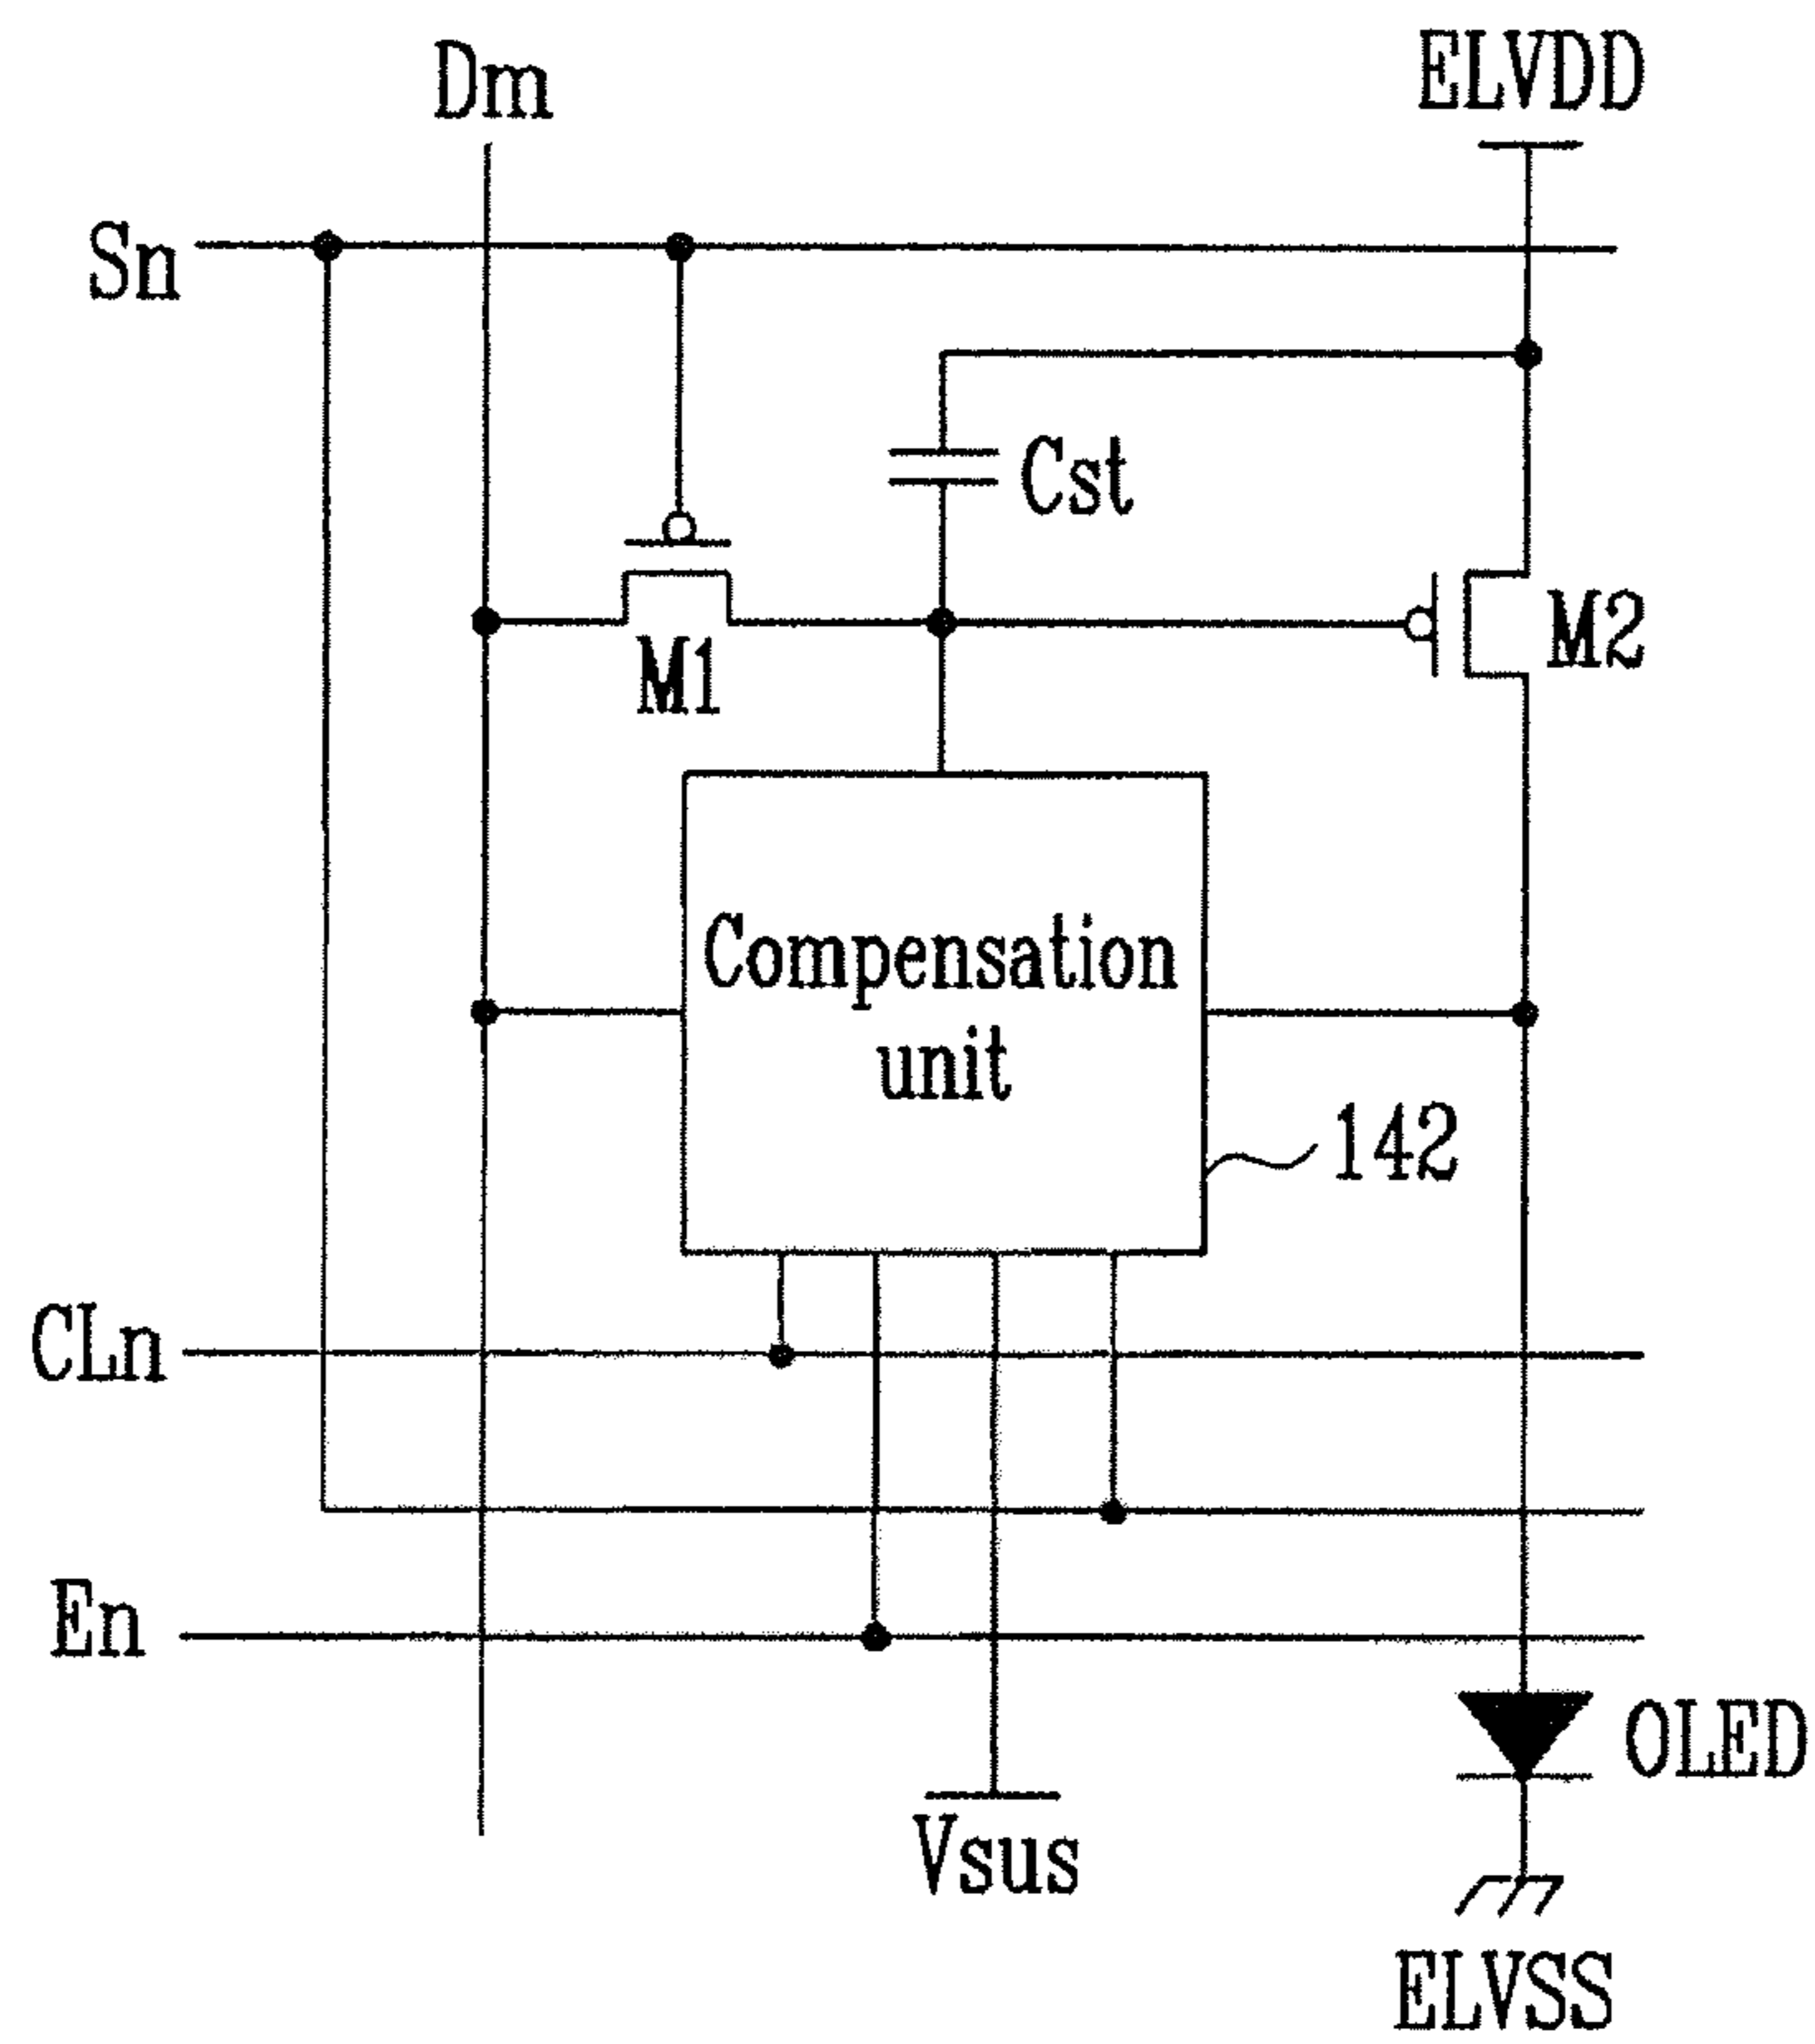 Dm
ELVDD
Sn
Cst
M1
M2
Compensation
unit
142
CLn
En
OLED
Vsus
ELVSS